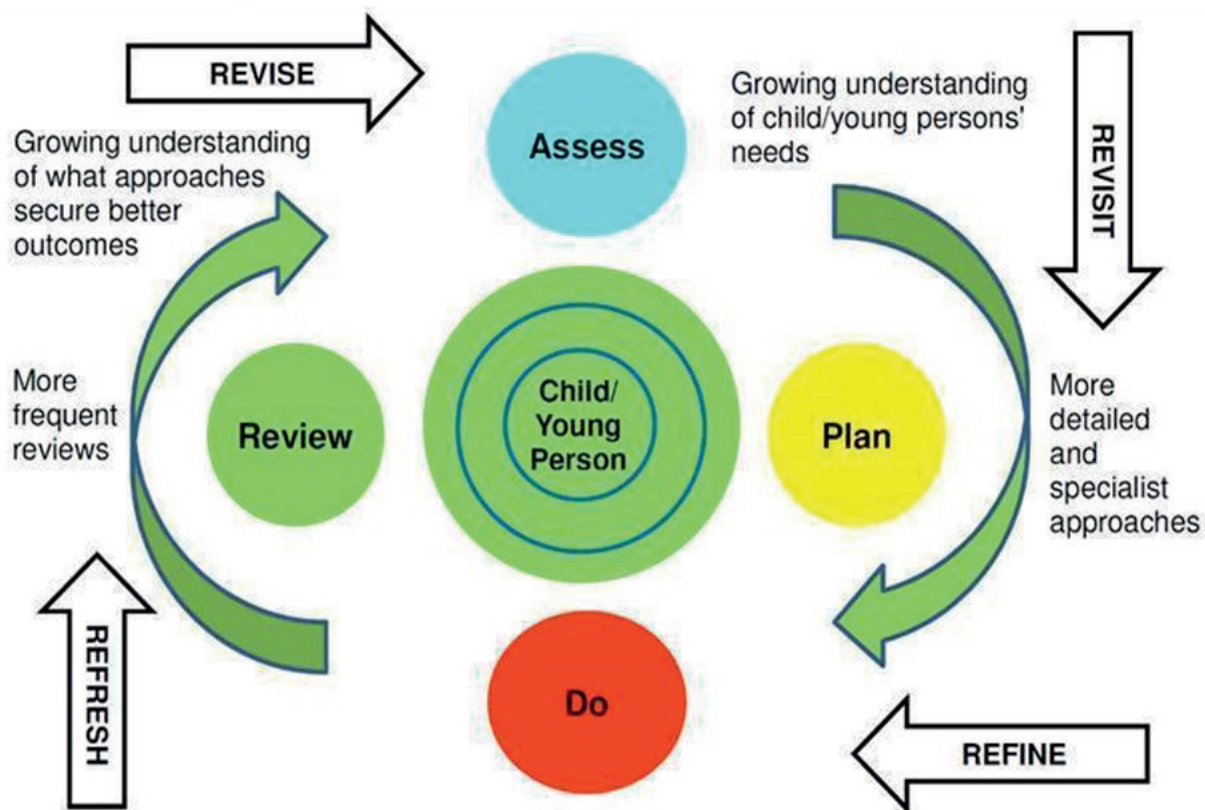 REVISE
Assess
Growing understanding
of child/young persons'
needs
REVISIT
Growing understanding
of what approaches
secure better
outcomes
More
frequent
reviews
Review
Child/
Young
Person
Plan
More
detailed
and
specialist
approaches
REFRESH
Do
REFINE